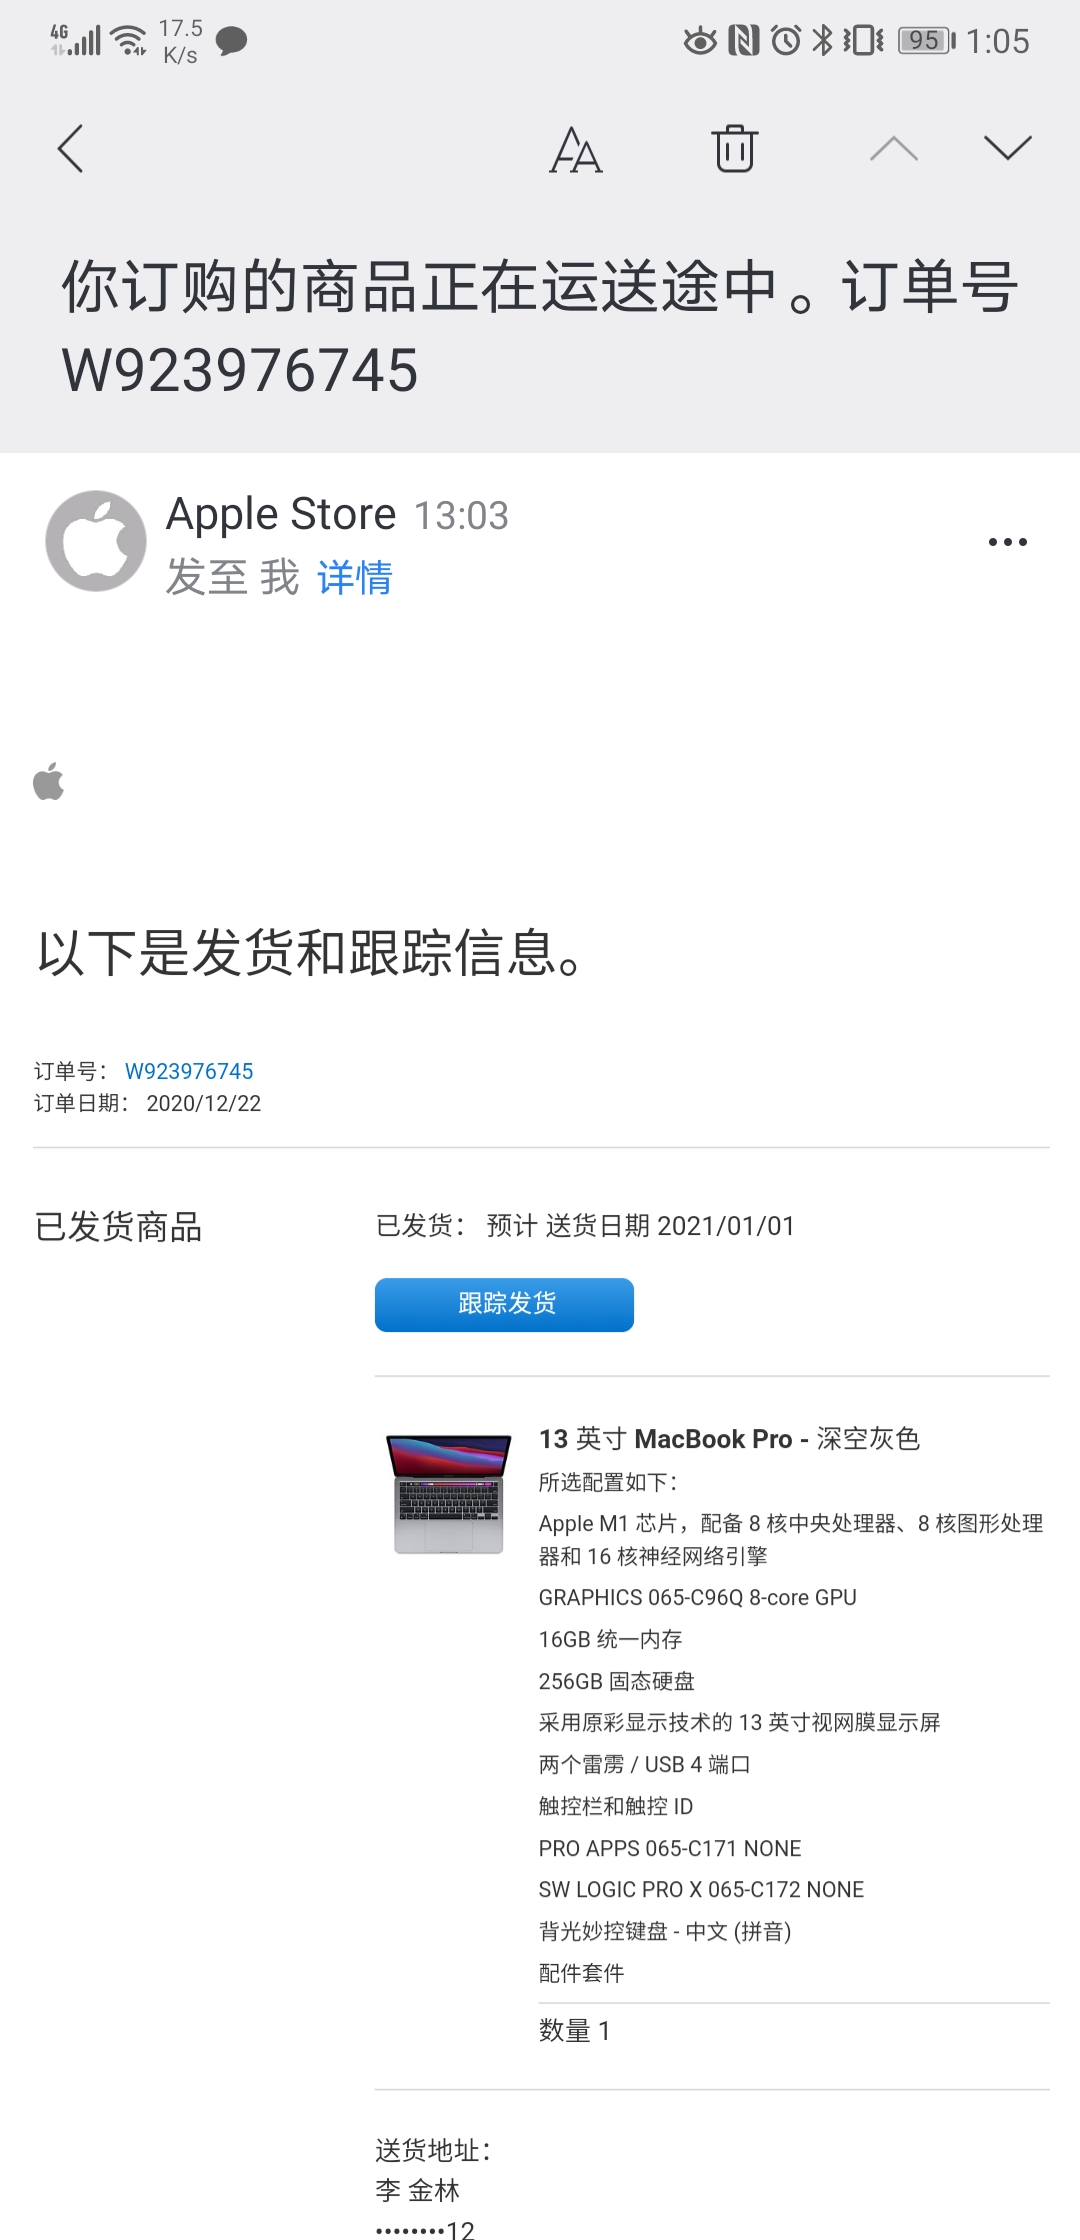 4G 17.5 K/s 95 1:05
你订购的商品正在运送途中。订单号
W923976745
Apple Store 13:03
发至 我 详情
以下是发货和跟踪信息。
订单号： W923976745
订单日期： 2020/12/22
已发货商品
已发货： 预计 送货日期 2021/01/01
跟踪发货
13 英寸 MacBook Pro - 深空灰色
所选配置如下：
Apple M1 芯片，配备 8 核中央处理器、8 核图形处理
器和 16 核神经网络引擎
GRAPHICS 065-C96Q 8-core GPU
16GB 统一内存
256GB 固态硬盘
采用原彩显示技术的 13 英寸视网膜显示屏
两个雷雳 / USB 4 端口
触控栏和触控 ID
PRO APPS 065-C171 NONE
SW LOGIC PRO X 065-C172 NONE
背光妙控键盘 - 中文 (拼音)
配件套件
数量 1
送货地址：
李 金林
••••••••12